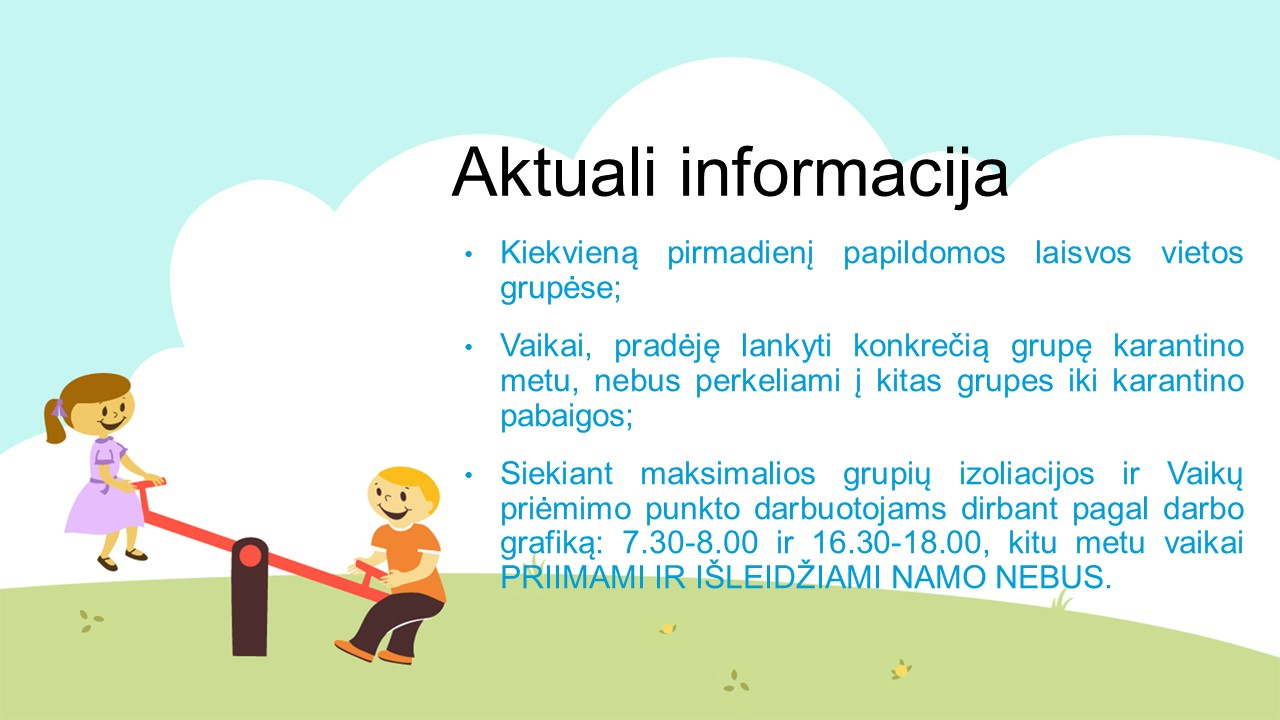 Aktuali informacija
• Kiekvieną pirmadienį papildomos laisvos vietos
grupėse;
• Vaikai, pradėję lankyti konkrečią grupę karantino
metu, nebus perkeliami į kitas grupes iki karantino
pabaigos;
• Siekiant maksimalios grupių izoliacijos ir Vaikų
priėmimo punkto darbuotojams dirbant pagal darbo
grafiką: 7.30-8.00 ir 16.30-18.00, kitu metu vaikai
PRIIMAMI IR IŠLEIDŽIAMI NAMO NEBUS.